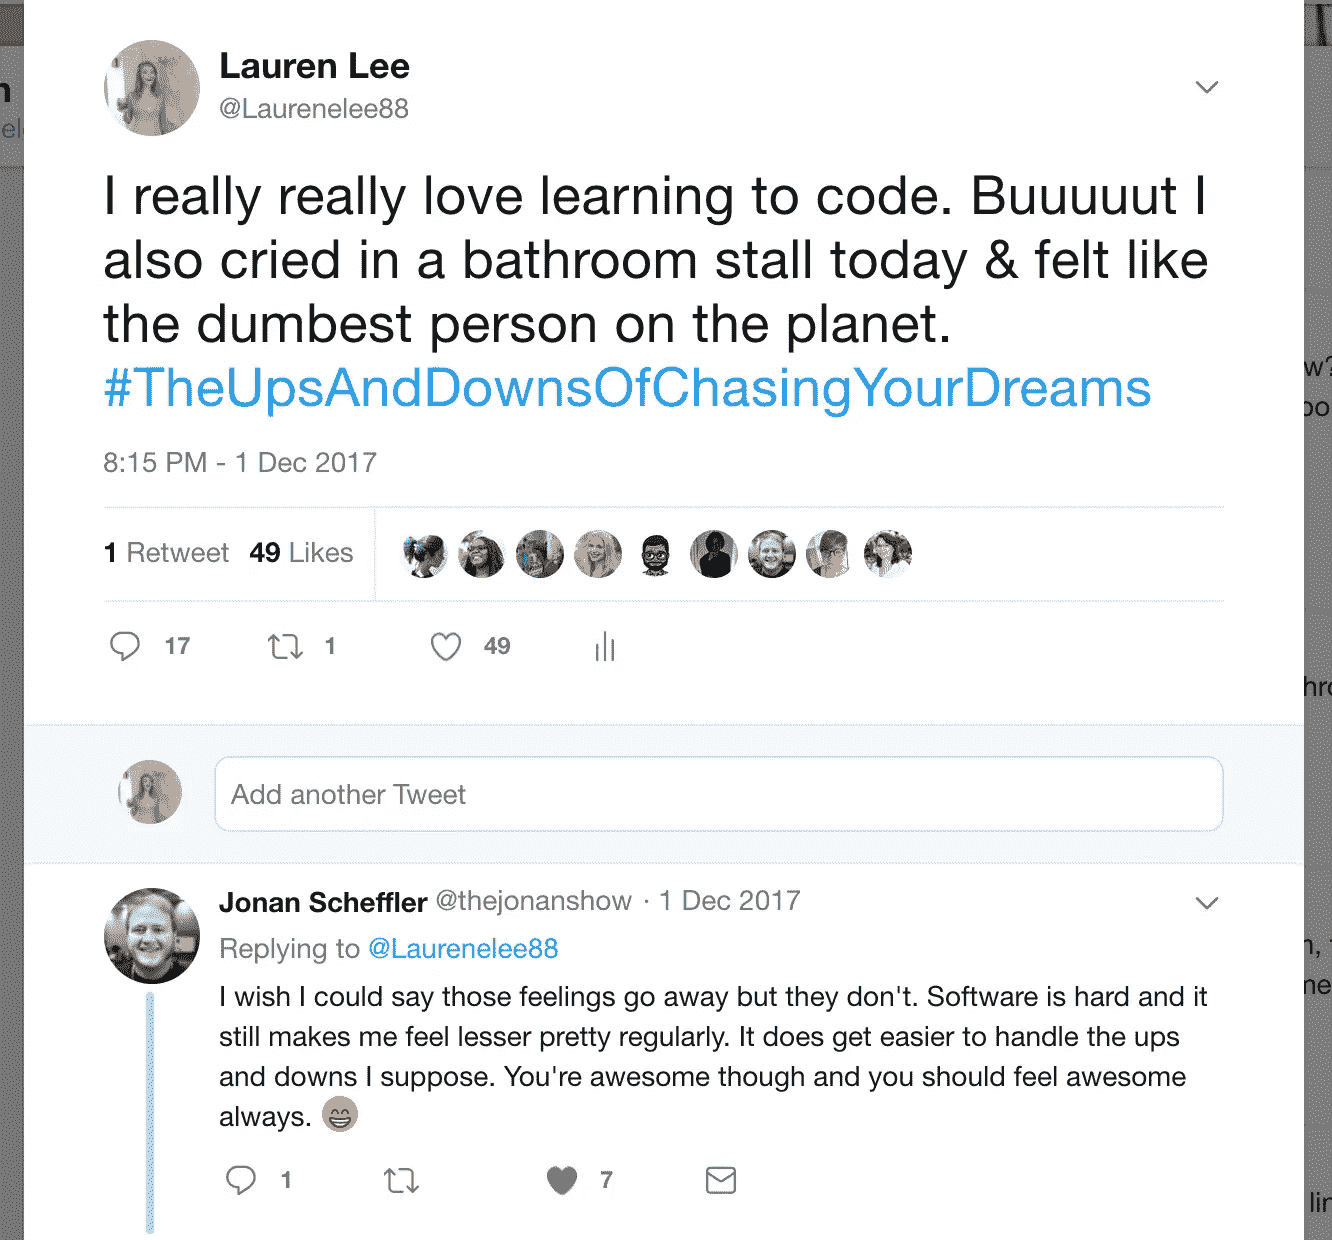 Lauren Lee
@Laurenelee88
I really really love learning to code. Buuuuut I
also cried in a bathroom stall today & felt like
the dumbest person on the planet.
#TheUpsAndDownsOfChasingYourDreams
8:15 PM - 1 Dec 2017
1 Retweet 49 Likes
17 1 49
Add another Tweet
Jonan Scheffler @thejonanshow · 1 Dec 2017
Replying to @Laurenelee88
I wish I could say those feelings go away but they don't. Software is hard and it
still makes me feel lesser pretty regularly. It does get easier to handle the ups
and downs I suppose. You're awesome though and you should feel awesome
always. 😁
1 7